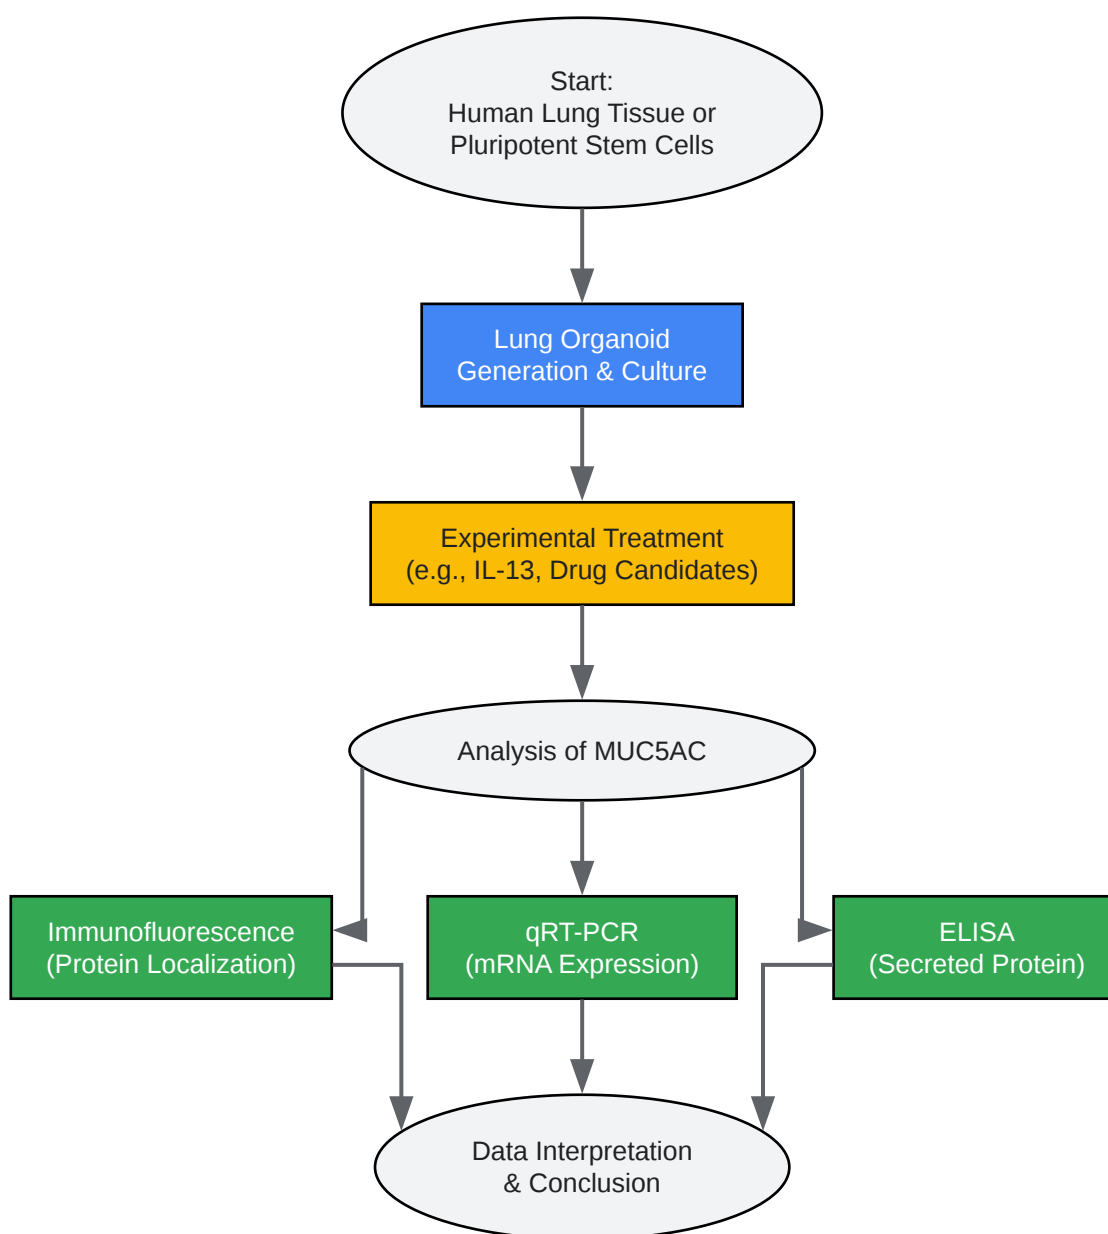 Start:
Human Lung Tissue or
Pluripotent Stem Cells
Lung Organoid
Generation & Culture
Experimental Treatment
(e.g., IL-13, Drug Candidates)
Analysis of MUC5AC
Immunofluorescence
(Protein Localization)
qRT-PCR
(mRNA Expression)
ELISA
(Secreted Protein)
Data Interpretation
& Conclusion